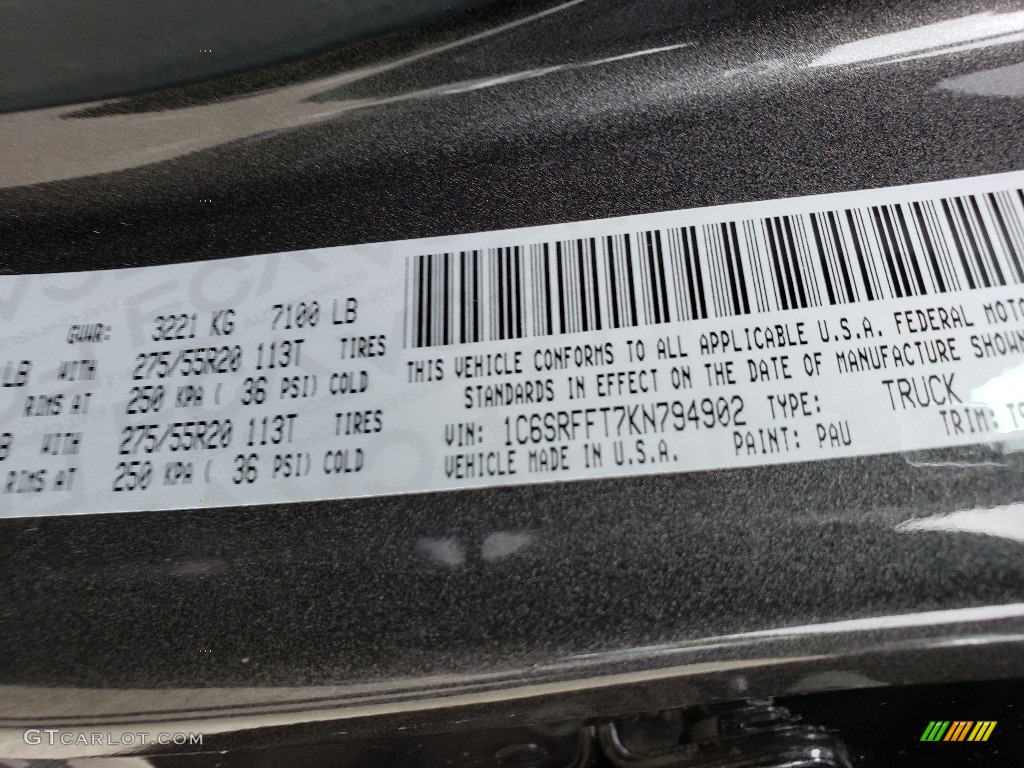 GVWR: 3221 KG 7100 LB
LB WITH 275/55R20 113T TIRES
RIMS AT 250 KPA ( 36 PSI) COLD
WITH 275/55R20 113T
RIMS AT 250 KPA ( 36 PSI) COLD
THIS VEHICLE CONFORMS TO ALL APPLICABLE U.S.A. FEDERAL
STANDARDS IN EFFECT ON THE DATE OF MANUFACTURE SHOWN
VIN: 1C6SRFFT7KN794902 TYPE: TRUCK
VEHICLE MADE IN U.S.A. PAINT: PAU TRIM:
GTCARLOT.COM